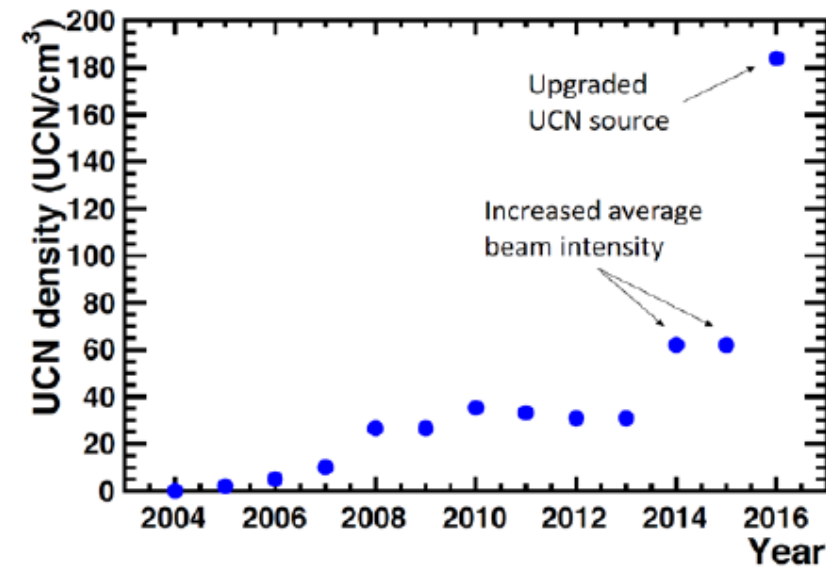 UCN density (UCN/cm³)
200
180
160
140
120
100
80
60
40
20
0
Upgraded
UCN source
Increased average
beam intensity
2004 2006 2008 2010 2012 2014 2016
Year